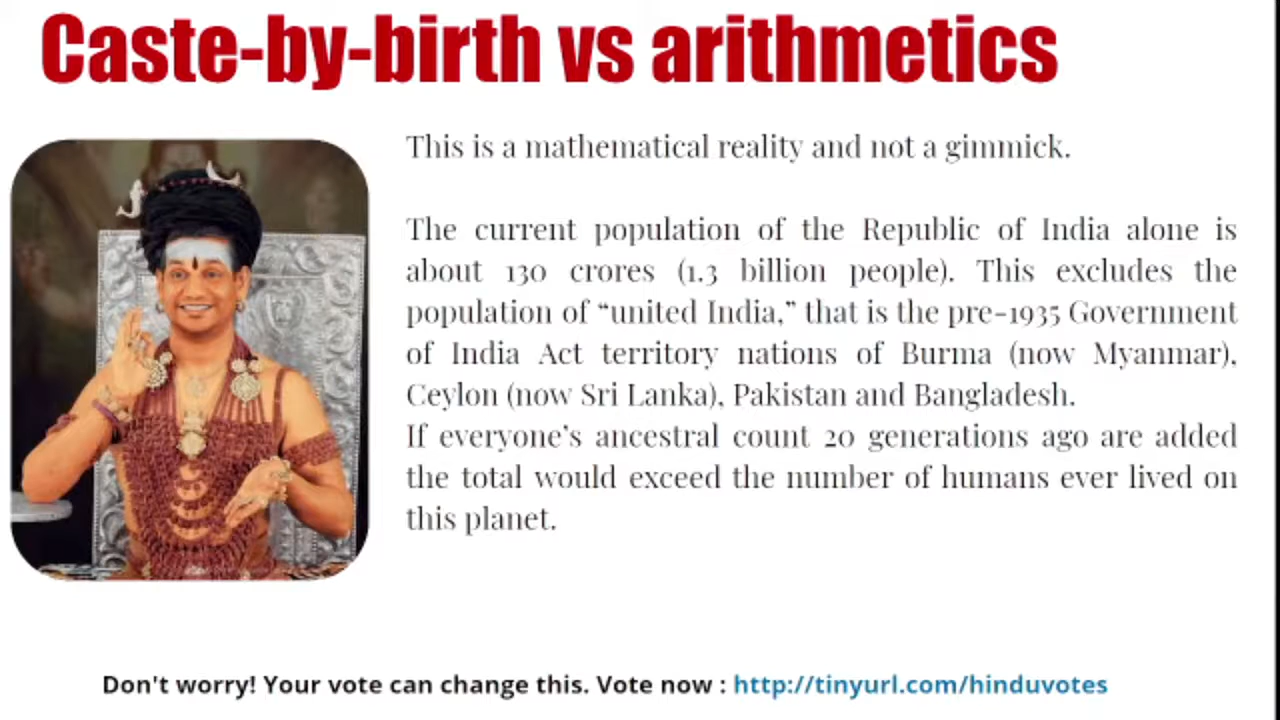 Caste-by-birth vs arithmetics
This is a mathematical reality and not a gimmick.
The current population of the Republic of India alone is
about 130 crores (1.3 billion people). This excludes the
population of “united India,” that is the pre-1935 Government
of India Act territory nations of Burma (now Myanmar),
Ceylon (now Sri Lanka), Pakistan and Bangladesh.
If everyone’s ancestral count 20 generations ago are added
the total would exceed the number of humans ever lived on
this planet.
Don't worry! Your vote can change this. Vote now : http://tinyurl.com/hinduvotes